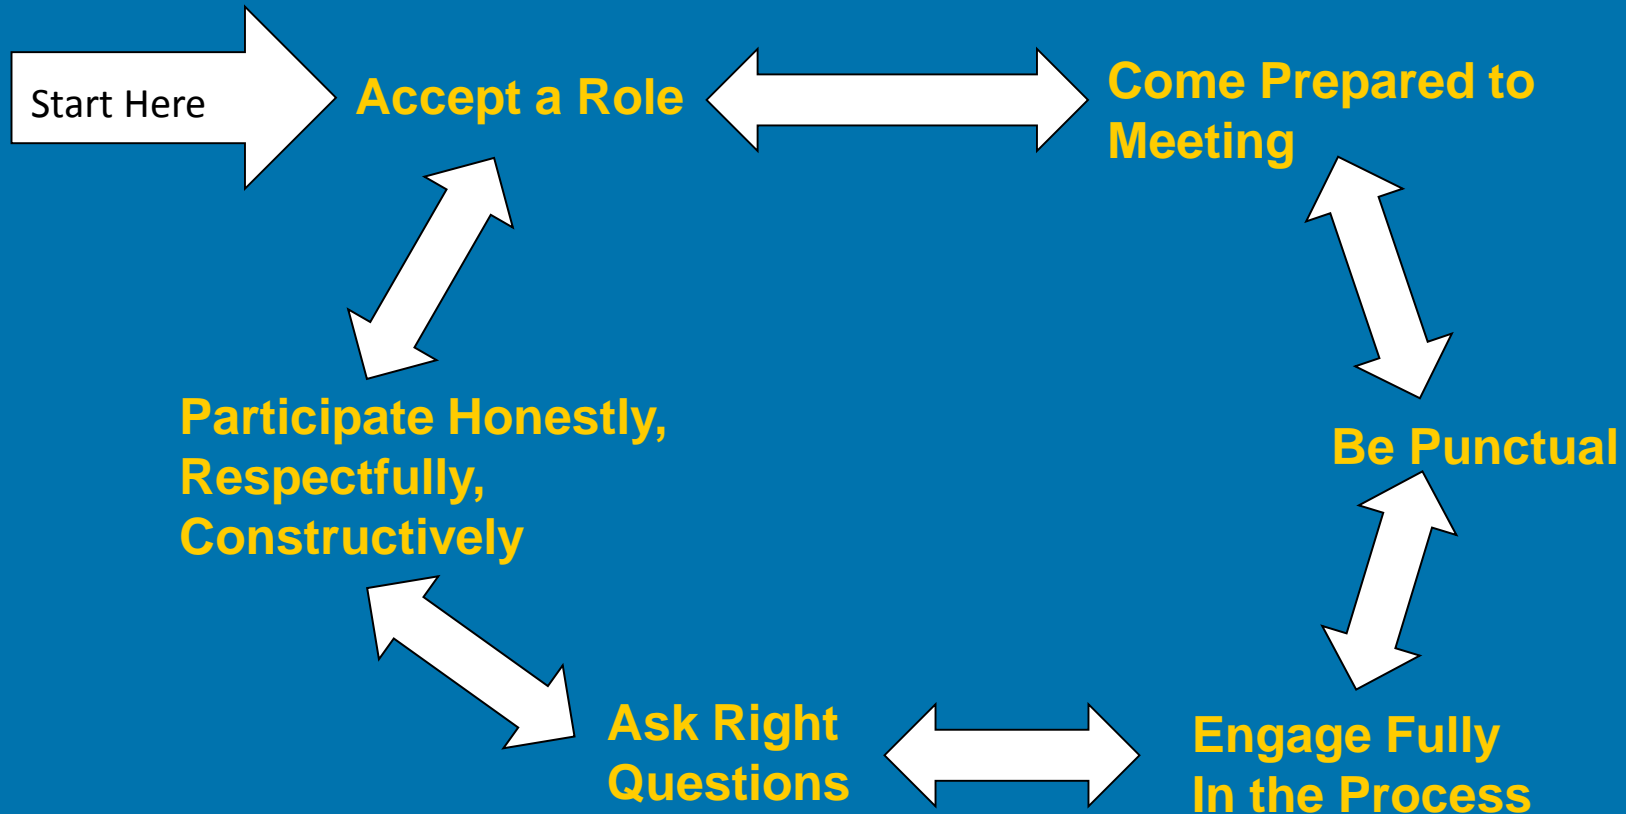 Start Here
Accept a Role
Come Prepared to
Meeting
Be Punctual
Engage Fully
In the Process
Ask Right
Questions
Participate Honestly,
Respectfully,
Constructively